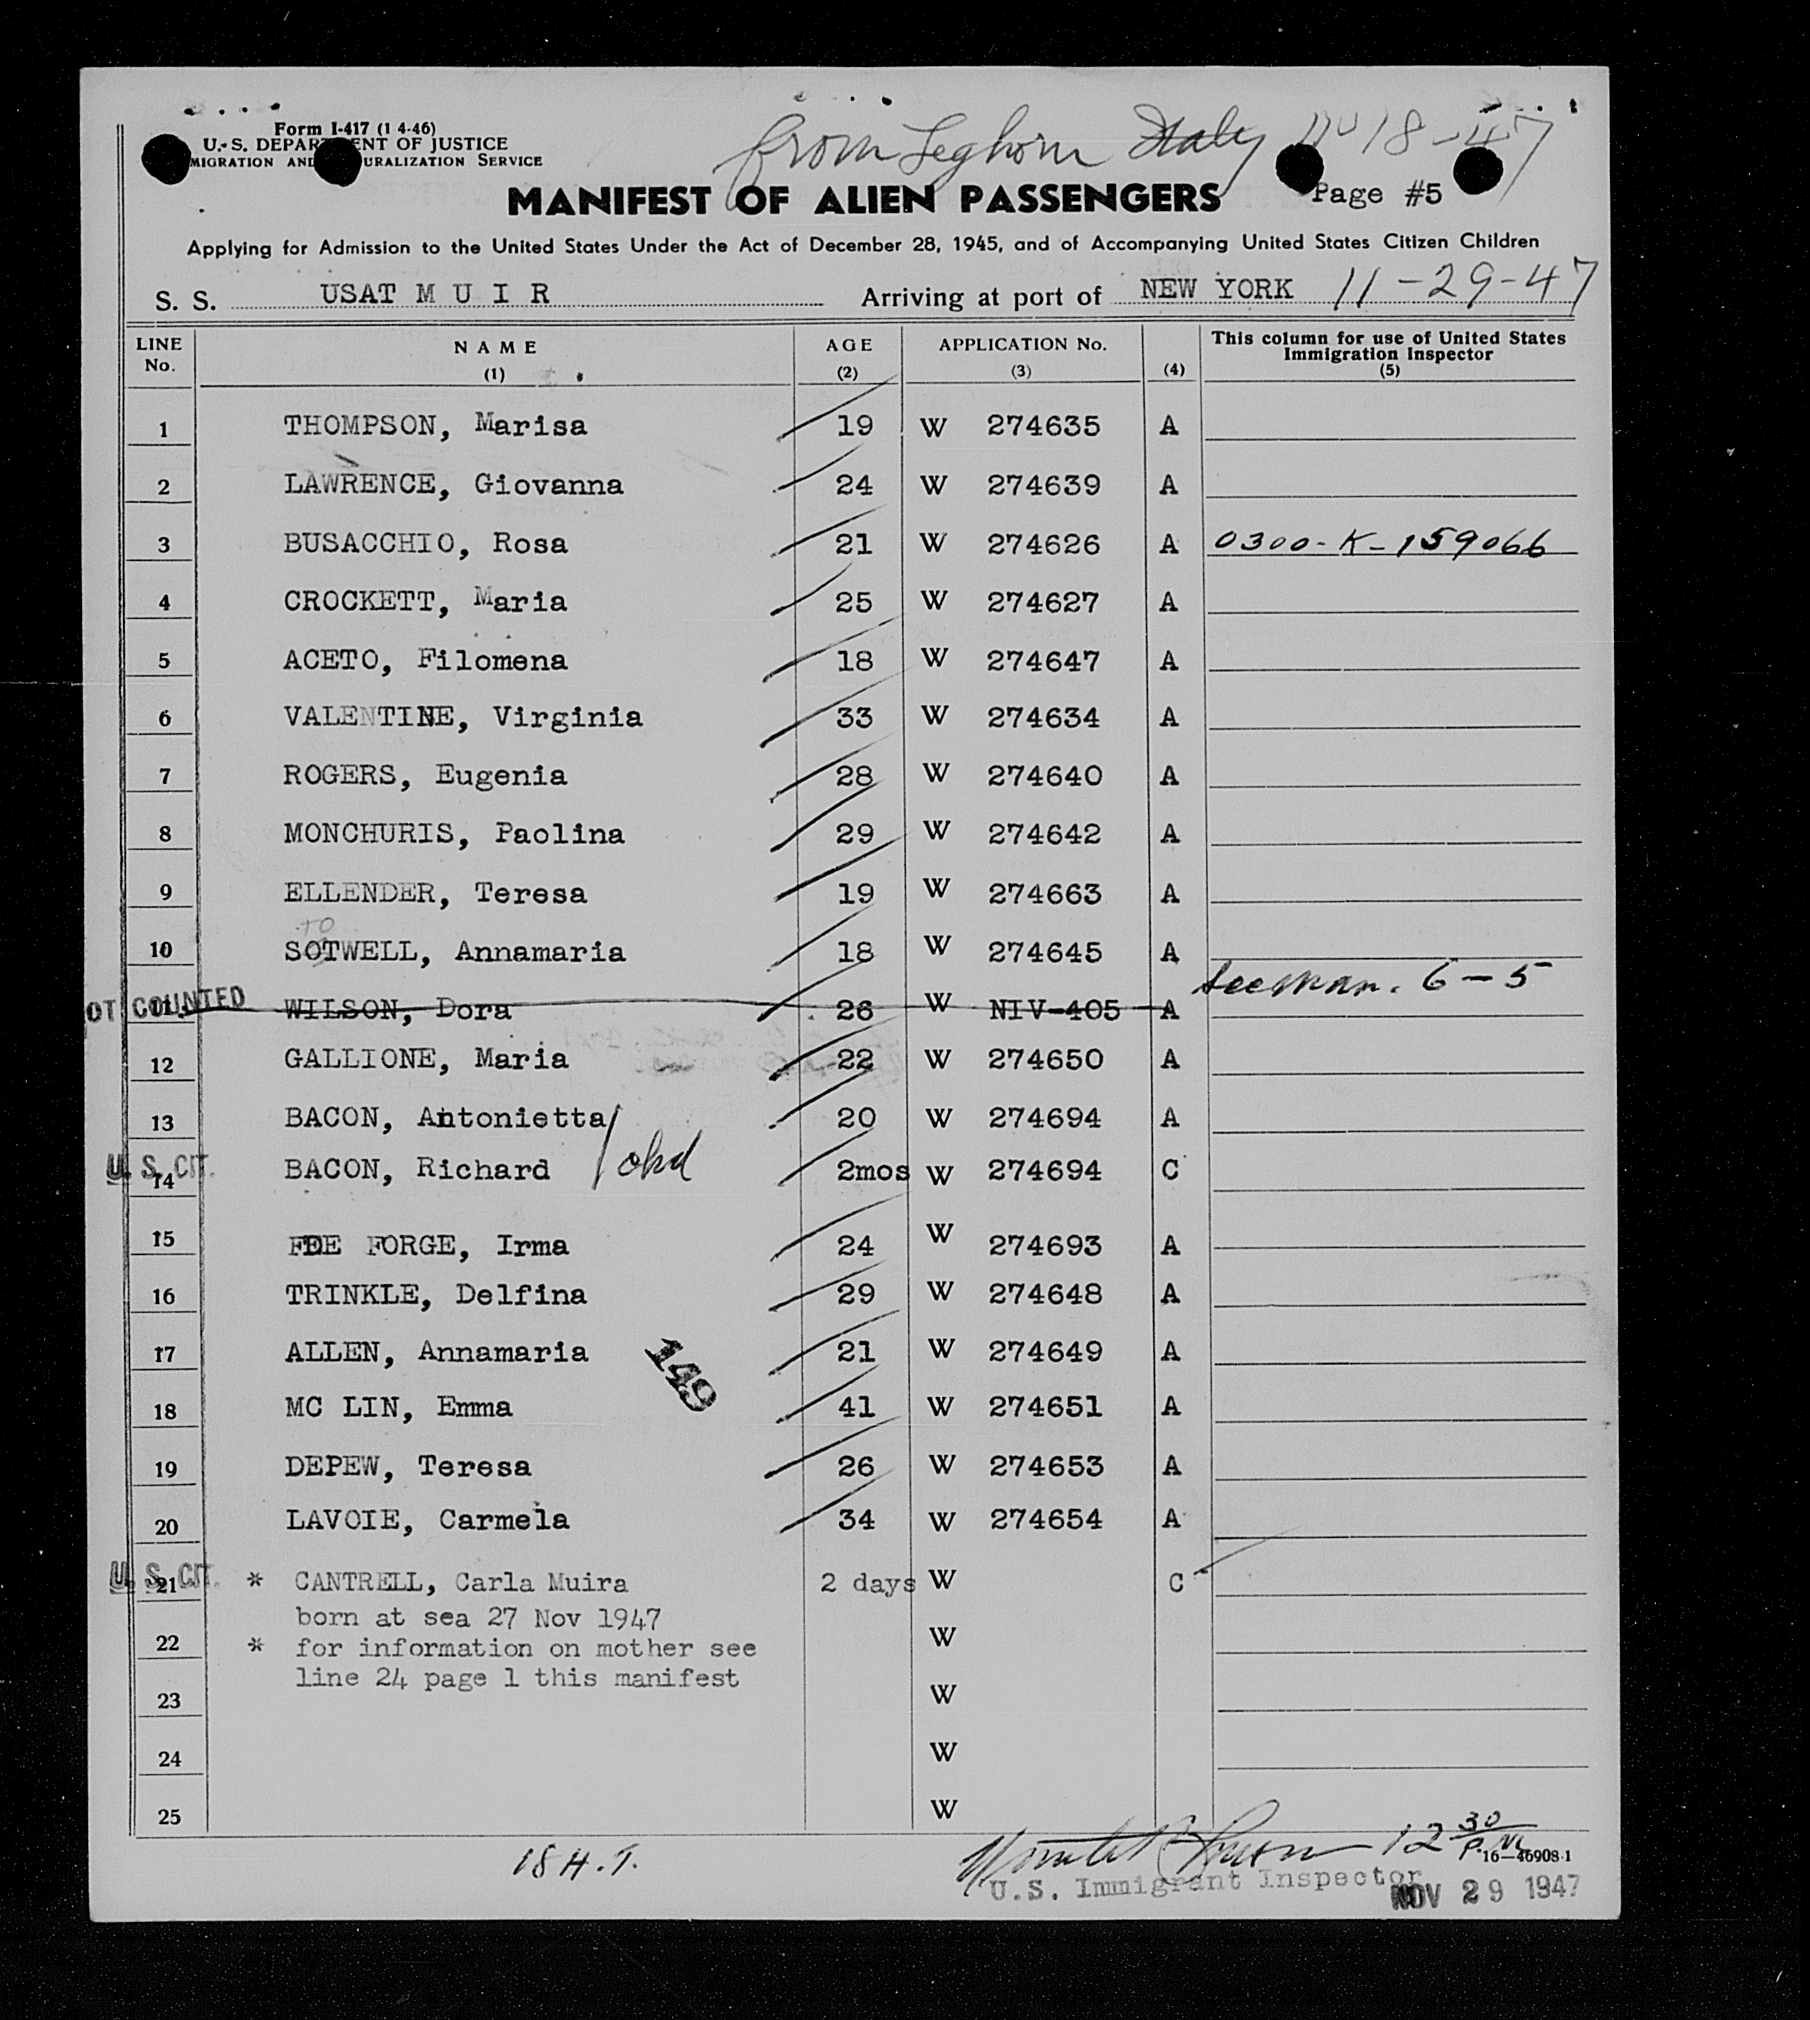 from Leghorn Italy 11-18-47
Form I-417 (1 4-46)
U. S. DEPARTMENT OF JUSTICE
IMIGRATION AND NATURALIZATION SERVICE
MANIFEST OF ALIEN PASSENGERS
Page #5
Applying for Admission to the United States Under the Act of December 28, 1945, and of Accompanying United States Citizen Children
S. S. USAT M U I R Arriving at port of NEW YORK 11-29-47
LINE No. NAME (1) AGE (2) APPLICATION No. (3) (4) This column for use of United States Immigration Inspector (5)
1 THOMPSON, Marisa 19 W 274635 A
2 LAWRENCE, Giovanna 24 W 274639 A
3 BUSACCHIO, Rosa 21 W 274626 A 0300-K-159066
4 CROCKETT, Maria 25 W 274627 A
5 ACETO, Filomena 18 W 274647 A
6 VALENTINE, Virginia 33 W 274634 A
7 ROGERS, Eugenia 28 W 274640 A
8 MONCHURIS, Paolina 29 W 274642 A
9 ELLENDER, Teresa 19 W 274663 A
TO
10 SOTWELL, Annamaria 18 W 274645 A
see man. 6-5
OT COUNTED 11 WILSON, Dora 26 W NIV-405 A
12 GALLIONE, Maria 22 W 274650 A
13 BACON, Antonietta 20 W 274694 A
U. S. CIT. 14 BACON, Richard 2mos W 274694 C
15 DE FORGE, Irma 24 W 274693 A
16 TRINKLE, Delfina 29 W 274648 A
17 ALLEN, Annamaria 21 W 274649 A
149
18 MC LIN, Emma 41 W 274651 A
19 DEPEW, Teresa 26 W 274653 A
20 LAVOIE, Carmela 34 W 274654 A
U. S. CIT. 21 * CANTRELL, Carla Muira 2 days W C
born at sea 27 Nov 1947
22 * for information on mother see W
line 24 page 1 this manifest
23 W
24 W
25 W
18 H.T.
12 30 P.M.
16-46908-1
U.S. Immigrant Inspector
NOV 29 1947